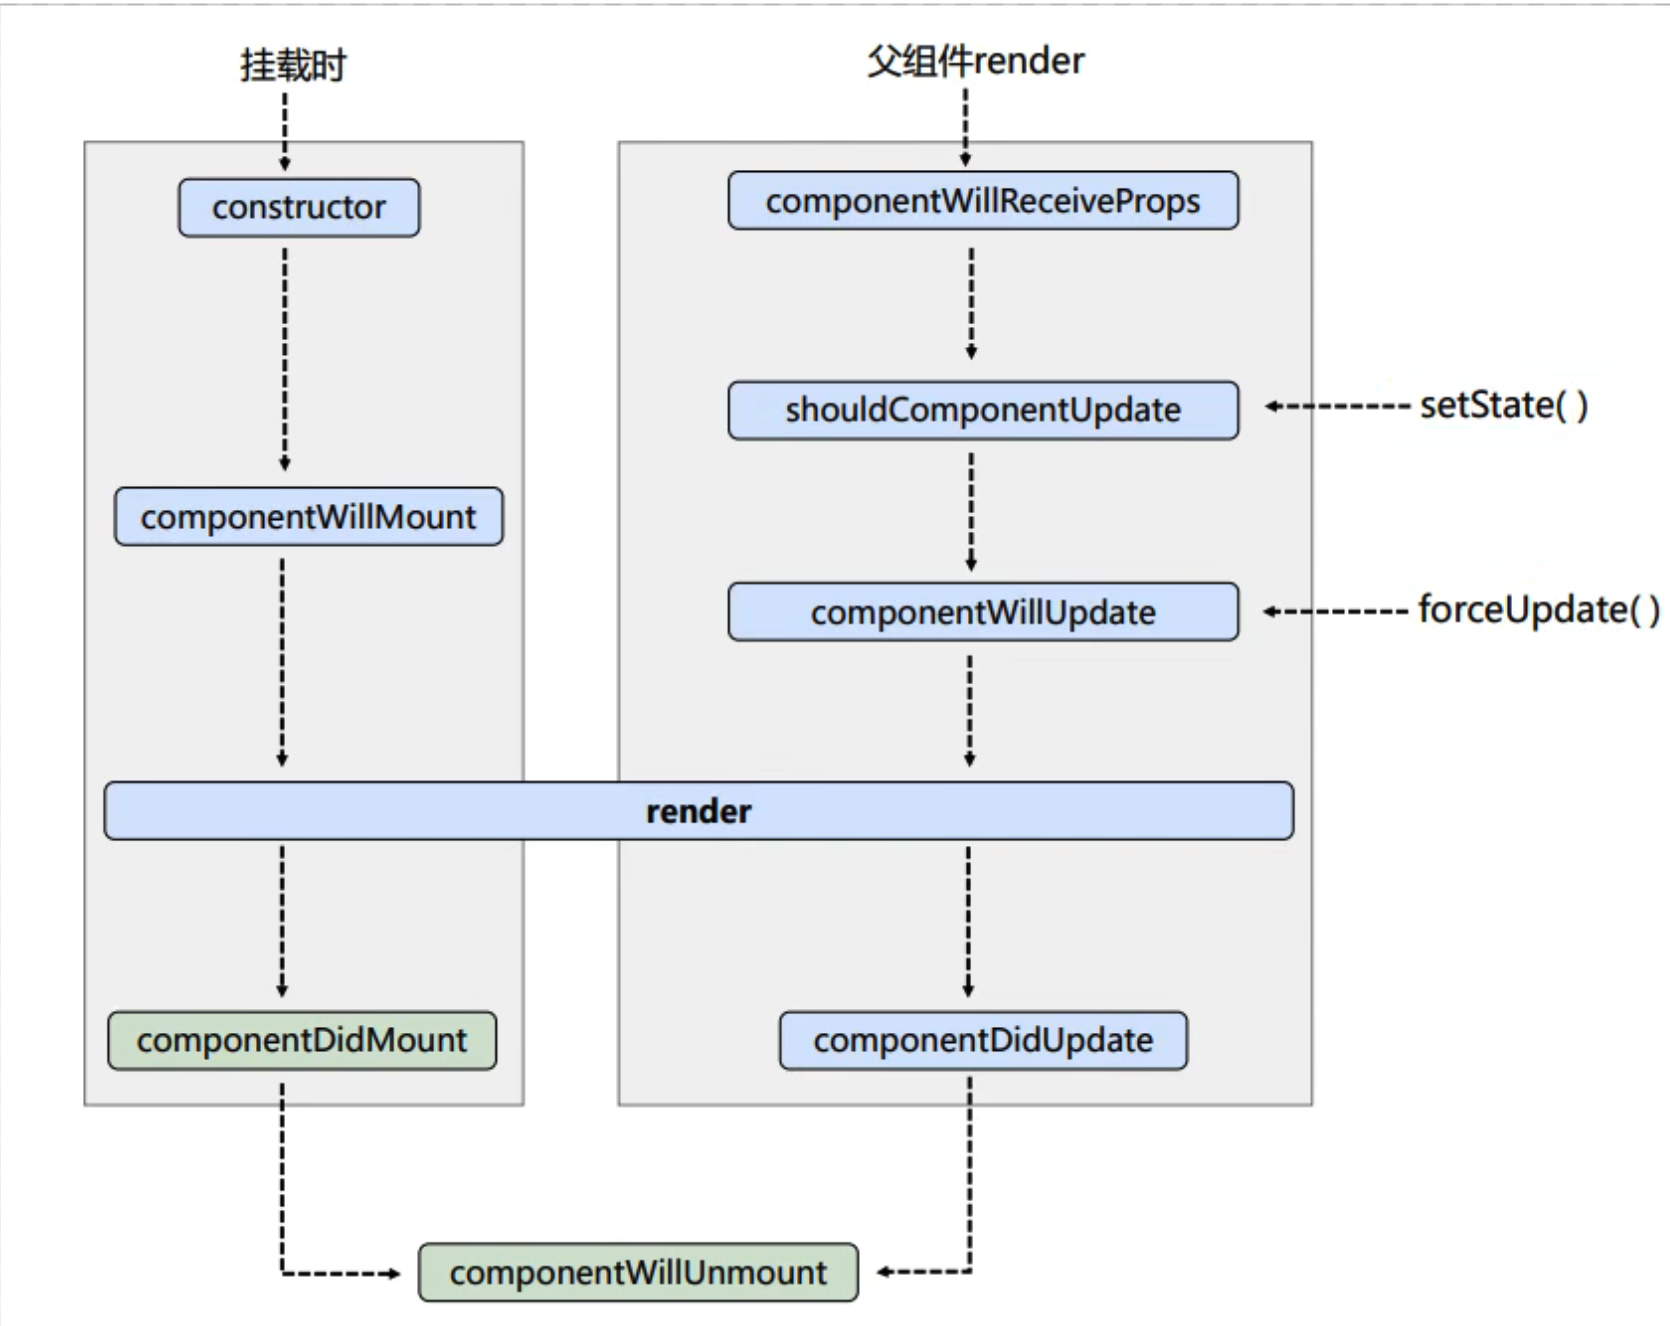 挂载时
父组件render
constructor
componentWillReceiveProps
shouldComponentUpdate
setState( )
componentWillMount
componentWillUpdate
forceUpdate( )
render
componentDidMount
componentDidUpdate
componentWillUnmount